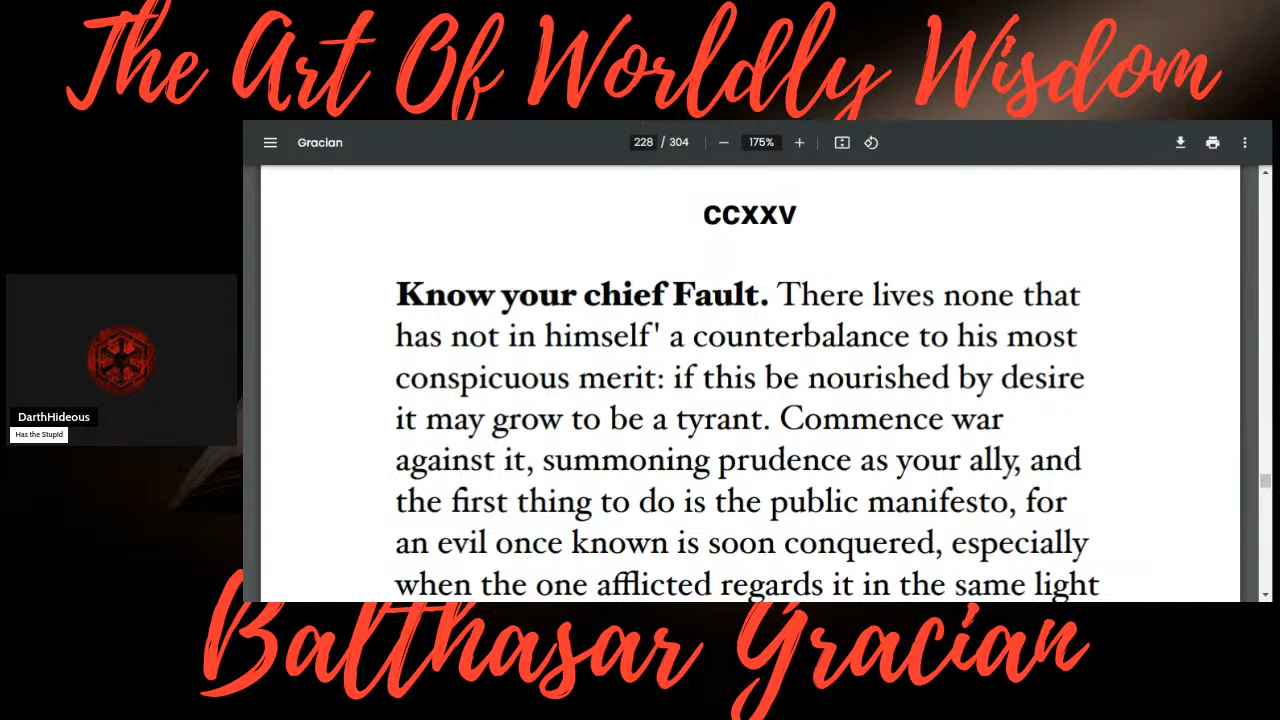 The Art Of Worldly Wisdom
Gracian
228 / 304
175%
CCXXV
Know your chief Fault. There lives none that
has not in himself' a counterbalance to his most
conspicuous merit: if this be nourished by desire
it may grow to be a tyrant. Commence war
against it, summoning prudence as your ally, and
the first thing to do is the public manifesto, for
an evil once known is soon conquered, especially
when the one afflicted regards it in the same light
DarthHideous
Has the Stupid
Balthasar Gracian